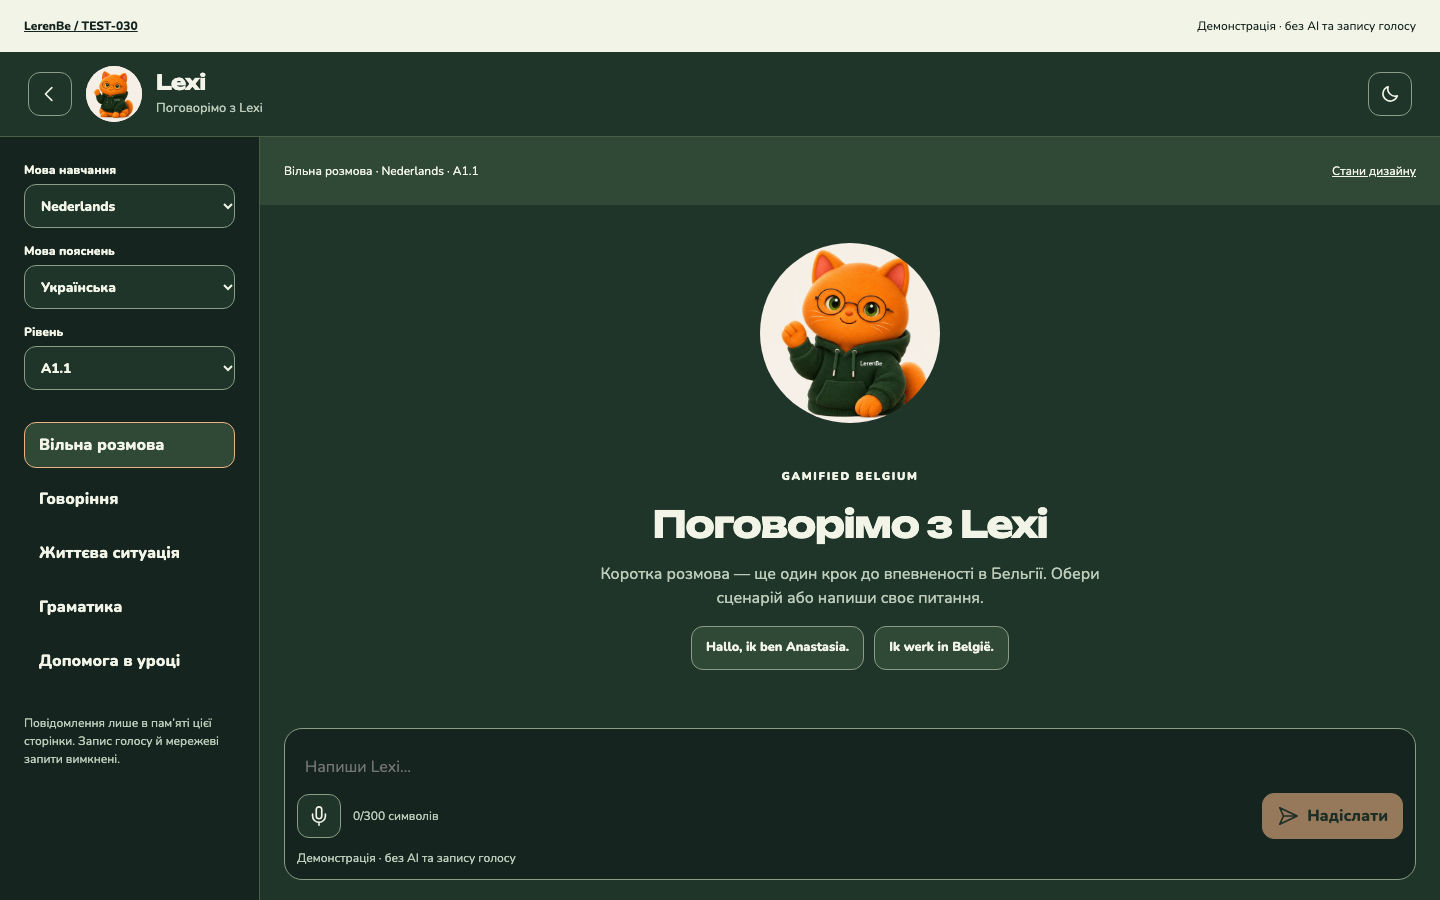 LerenBe / TEST-030
Демонстрація · без AI та запису голосу
Lexi
Поговорімо з Lexi
Мова навчання
Nederlands
Мова пояснень
Українська
Рівень
A1.1
Вільна розмова
Говоріння
Життєва ситуація
Граматика
Допомога в уроці
Повідомлення лише в пам’яті цієї
сторінки. Запис голосу й мережеві
запити вимкнені.
Вільна розмова · Nederlands · A1.1
Стани дизайну
LerenBe
GAMIFIED BELGIUM
Поговорімо з Lexi
Коротка розмова — ще один крок до впевненості в Бельгії. Обери
сценарій або напиши своє питання.
Hallo, ik ben Anastasia.
Ik werk in België.
Напиши Lexi...
0/300 символів
Надіслати
Демонстрація · без AI та запису голосу